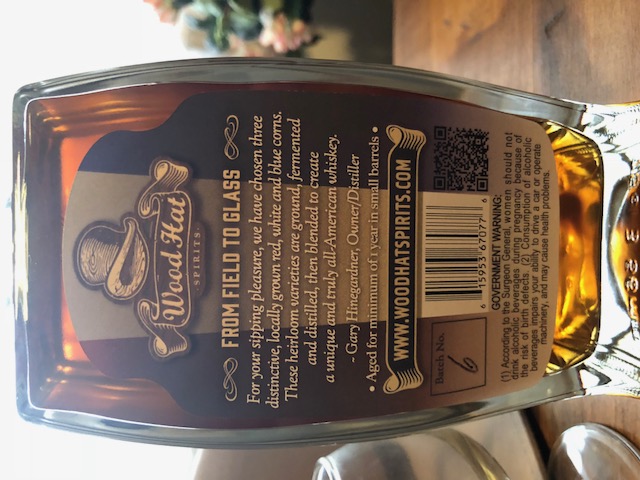 Wood Hat
·SPIRITS·
FROM FIELD TO GLASS
For your sipping pleasure, we have chosen three
distinctive, locally grown red, white and blue corns.
These heirloom varieties are ground, fermented
and distilled, then blended to create
a unique and truly all-American whiskey.
- Gary Hinegardner, Owner/Distiller
• Aged for minimum of 1 year in small barrels •
WWW.WOODHATSPIRITS.COM
Batch No.
6
6 15953 67077 6
GOVERNMENT WARNING:
(1) According to the Surgeon General, women should not
drink alcoholic beverages during pregnancy because of
the risk of birth defects. (2) Consumption of alcoholic
beverages impairs your ability to drive a car or operate
machinery, and may cause health problems.